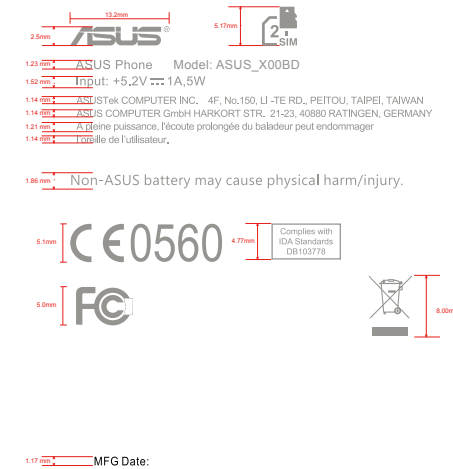 13.2mm
5.17mm
2.5mm
ASUS®
2
SIM
1.23 mm
ASUS Phone Model: ASUS_X00BD
1.52 mm
Input: +5.2V 1A,5W
1.14 mm
ASUSTek COMPUTER INC. 4F, No.150, LI -TE RD., PEITOU, TAIPEI, TAIWAN
1.14 mm
ASUS COMPUTER GmbH HARKORT STR. 21-23, 40880 RATINGEN, GERMANY
1.21 mm
A pleine puissance, l'écoute prolongée du baladeur peut endommager
1.14 mm
l'oreille de l'utilisateur.
1.86 mm
Non-ASUS battery may cause physical harm/injury.
5.1mm
CE0560
4.77mm
Complies with
IDA Standards
DB103778
5.0mm
FC
8.00mm
1.17 mm
MFG Date: